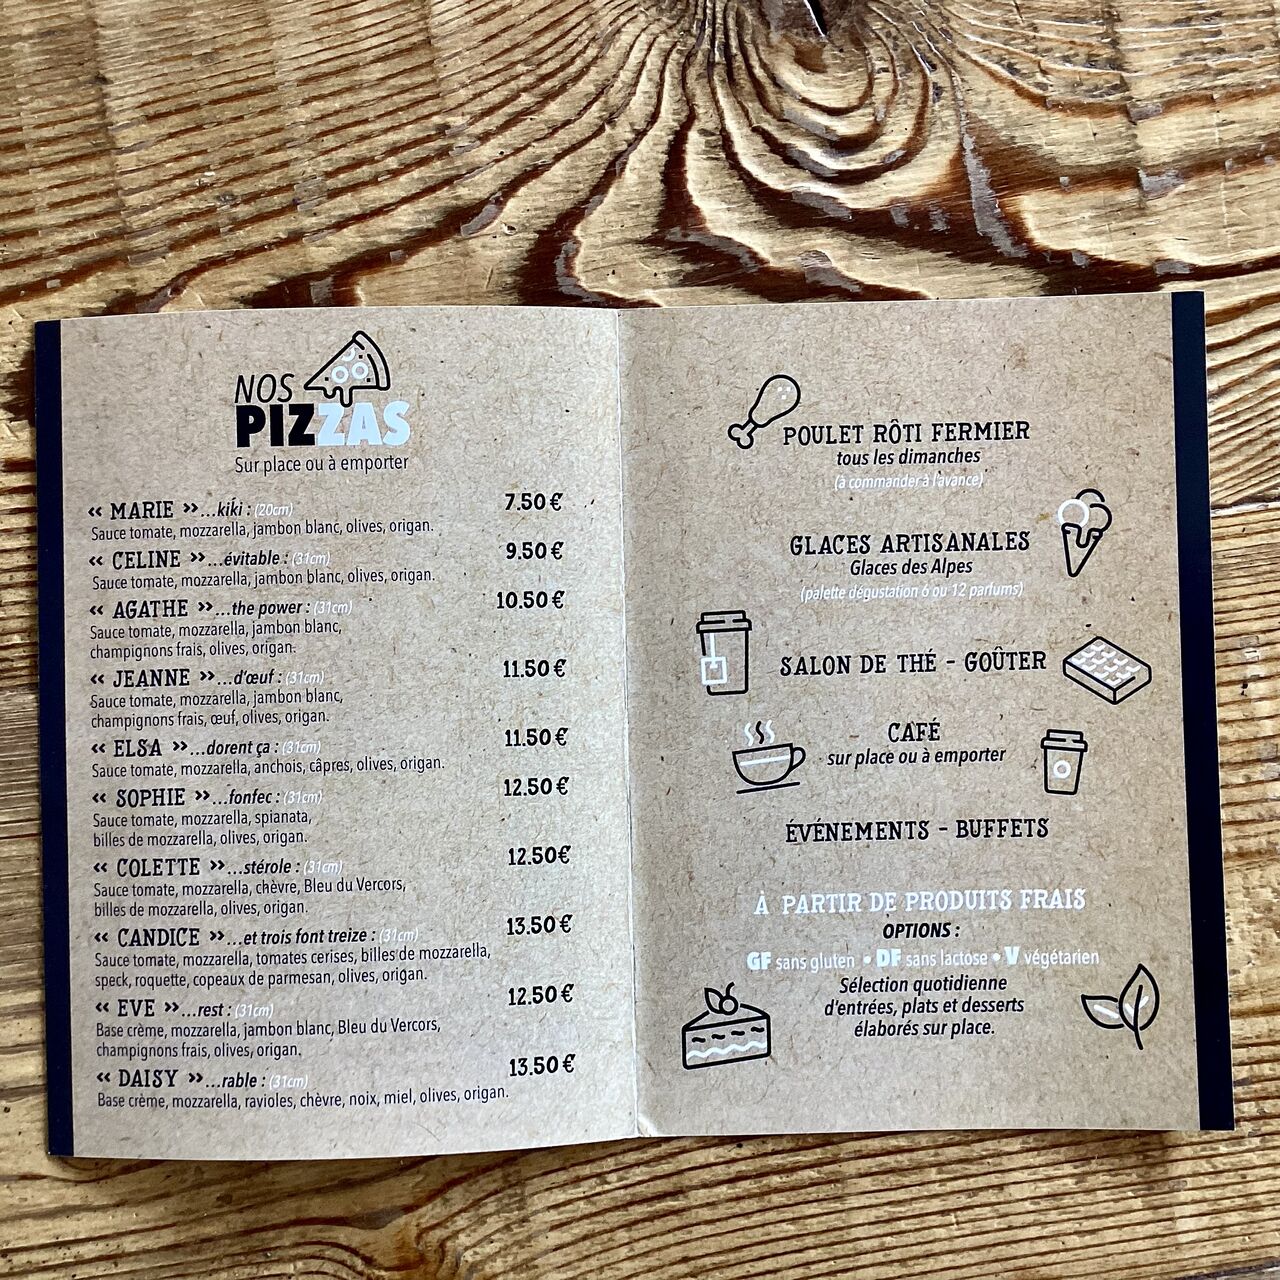 NOS
PIZZAS
Sur place ou à emporter
« MARIE »...kiki : (20cm) 7.50 €
Sauce tomate, mozzarella, jambon blanc, olives, origan.
« CELINE »...évitable : (31cm) 9.50 €
Sauce tomate, mozzarella, jambon blanc, olives, origan.
« AGATHE »...the power : (31cm) 10.50 €
Sauce tomate, mozzarella, jambon blanc,
champignons frais, olives, origan.
« JEANNE »...d'œuf : (31cm) 11.50 €
Sauce tomate, mozzarella, jambon blanc,
champignons frais, œuf, olives, origan.
« ELSA »...dorent ça : (31cm) 11.50 €
Sauce tomate, mozzarella, anchois, câpres, olives, origan.
« SOPHIE »...fonfec : (31cm) 12.50 €
Sauce tomate, mozzarella, spianata,
billes de mozzarella, olives, origan.
« COLETTE »...stérole : (31cm) 12.50 €
Sauce tomate, mozzarella, chèvre, Bleu du Vercors,
billes de mozzarella, olives, origan.
« CANDICE »...et trois font treize : (31cm) 13.50 €
Sauce tomate, mozzarella, tomates cerises, billes de mozzarella,
speck, roquette, copeaux de parmesan, olives, origan.
« EVE »...rest : (31cm) 12.50 €
Base crème, mozzarella, jambon blanc, Bleu du Vercors,
champignons frais, olives, origan.
« DAISY »...rable : (31cm) 13.50 €
Base crème, mozzarella, ravioles, chèvre, noix, miel, olives, origan.
POULET RÔTI FERMIER
tous les dimanches
(à commander à l'avance)
GLACES ARTISANALES
Glaces des Alpes
(palette dégustation 6 ou 12 parfums)
SALON DE THÉ - GOÛTER
CAFÉ
sur place ou à emporter
ÉVÉNEMENTS - BUFFETS
À PARTIR DE PRODUITS FRAIS
OPTIONS :
GF sans gluten • DF sans lactose • V végétarien
Sélection quotidienne
d'entrées, plats et desserts
élaborés sur place.